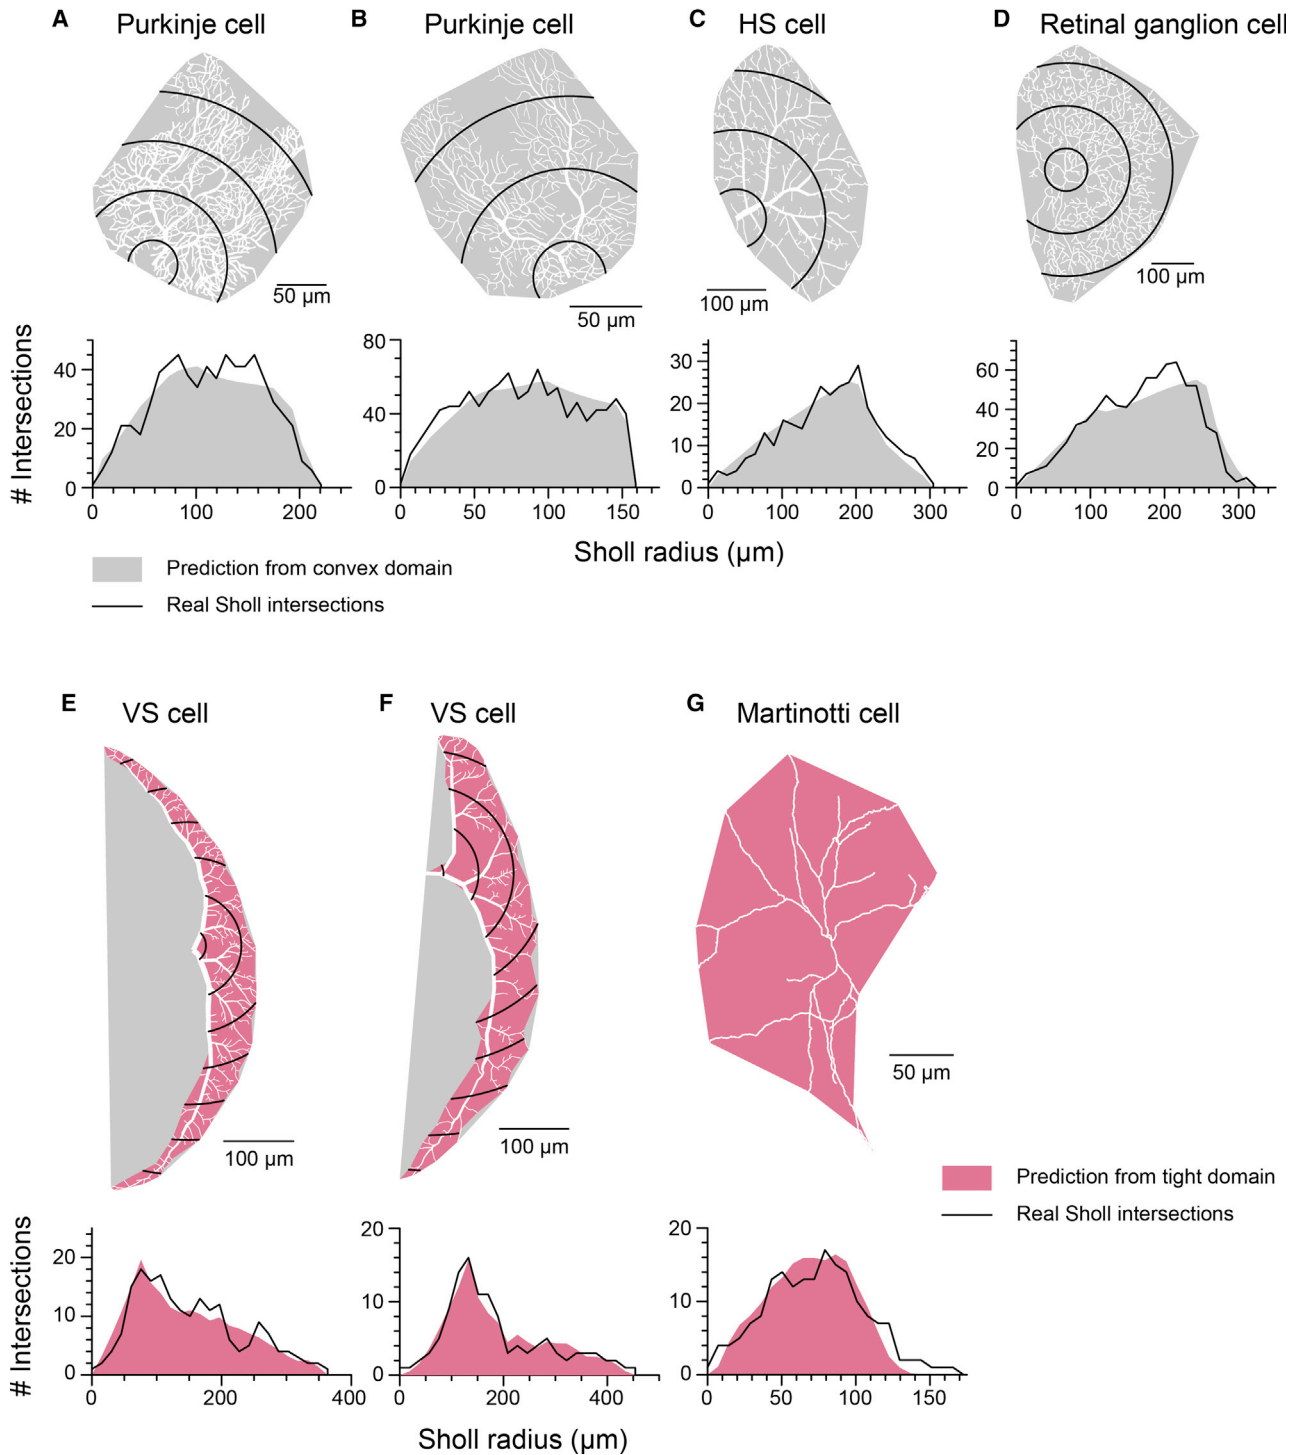 A Purkinje cell
B Purkinje cell
C HS cell
D Retinal ganglion cell
50 µm
50 µm
100 µm
100 µm
# Intersections
40
20
0
0 100 200
80
40
0
0 50 100 150
30
20
10
0
0 100 200 300
60
40
20
0
0 100 200 300
Sholl radius (µm)
Prediction from convex domain
Real Sholl intersections
E VS cell
F VS cell
G Martinotti cell
100 µm
100 µm
50 µm
Prediction from tight domain
Real Sholl intersections
# Intersections
20
10
0
0 200 400
20
10
0
0 200 400
20
10
0
0 50 100 150
Sholl radius (µm)